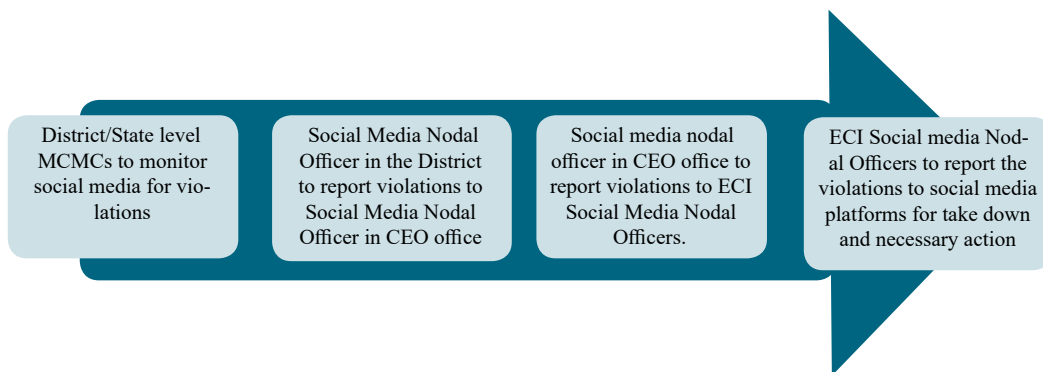 District/State level
MCMCs to monitor
social media for vio-
lations
Social Media Nodal
Officer in the District
to report violations to
Social Media Nodal
Officer in CEO office
Social media nodal
officer in CEO office to
report violations to ECI
Social Media Nodal
Officers.
ECI Social media Nod-
al Officers to report the
violations to social media
platforms for take down
and necessary action